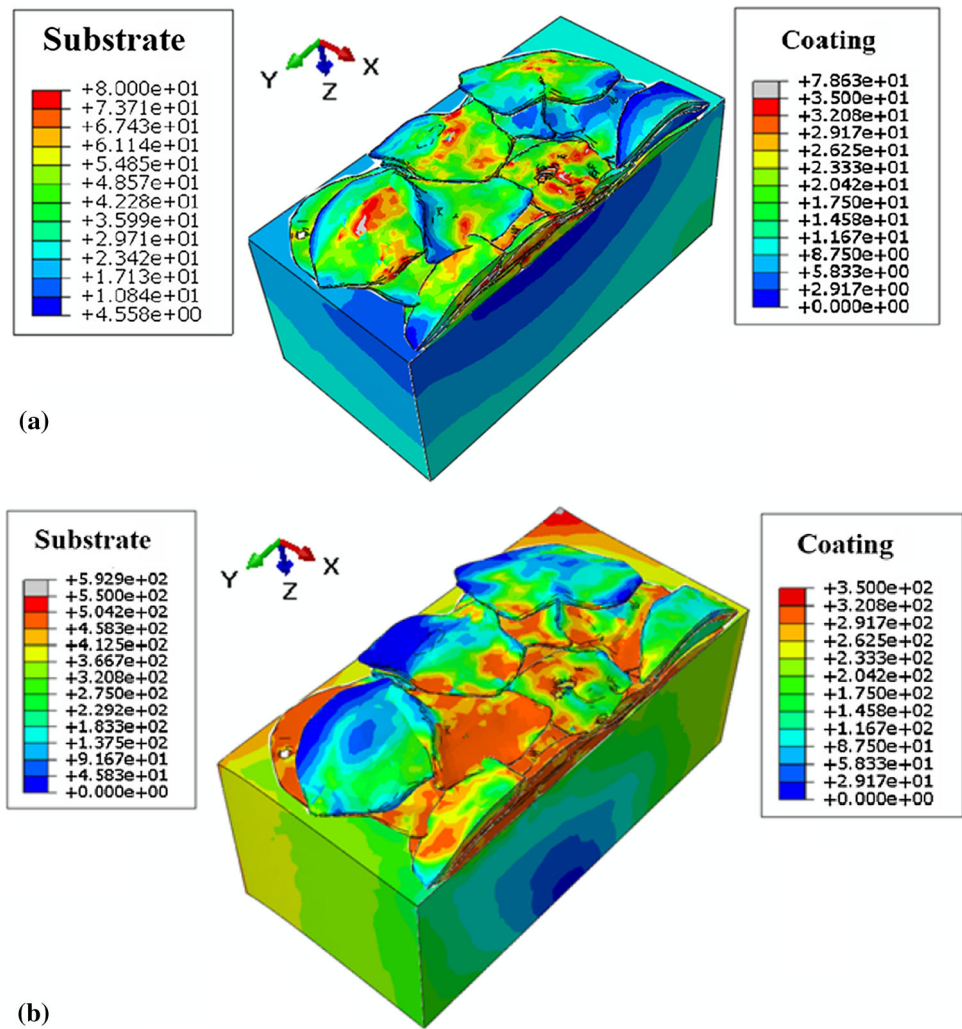 Substrate
+8.000e+01
+7.371e+01
+6.743e+01
+6.114e+01
+5.485e+01
+4.857e+01
+4.228e+01
+3.599e+01
+2.971e+01
+2.342e+01
+1.713e+01
+1.084e+01
+4.558e+00
Y
Z
X
Coating
+7.863e+01
+3.500e+01
+3.208e+01
+2.917e+01
+2.625e+01
+2.333e+01
+2.042e+01
+1.750e+01
+1.458e+01
+1.167e+01
+8.750e+00
+5.833e+00
+2.917e+00
+0.000e+00
(a)
Substrate
+5.929e+02
+5.500e+02
+5.042e+02
+4.583e+02
+4.125e+02
+3.667e+02
+3.208e+02
+2.750e+02
+2.292e+02
+1.833e+02
+1.375e+02
+9.167e+01
+4.583e+01
+0.000e+00
Y
Z
X
Coating
+3.500e+02
+3.208e+02
+2.917e+02
+2.625e+02
+2.333e+02
+2.042e+02
+1.750e+02
+1.458e+02
+1.167e+02
+8.750e+01
+5.833e+01
+2.917e+01
+0.000e+00
(b)